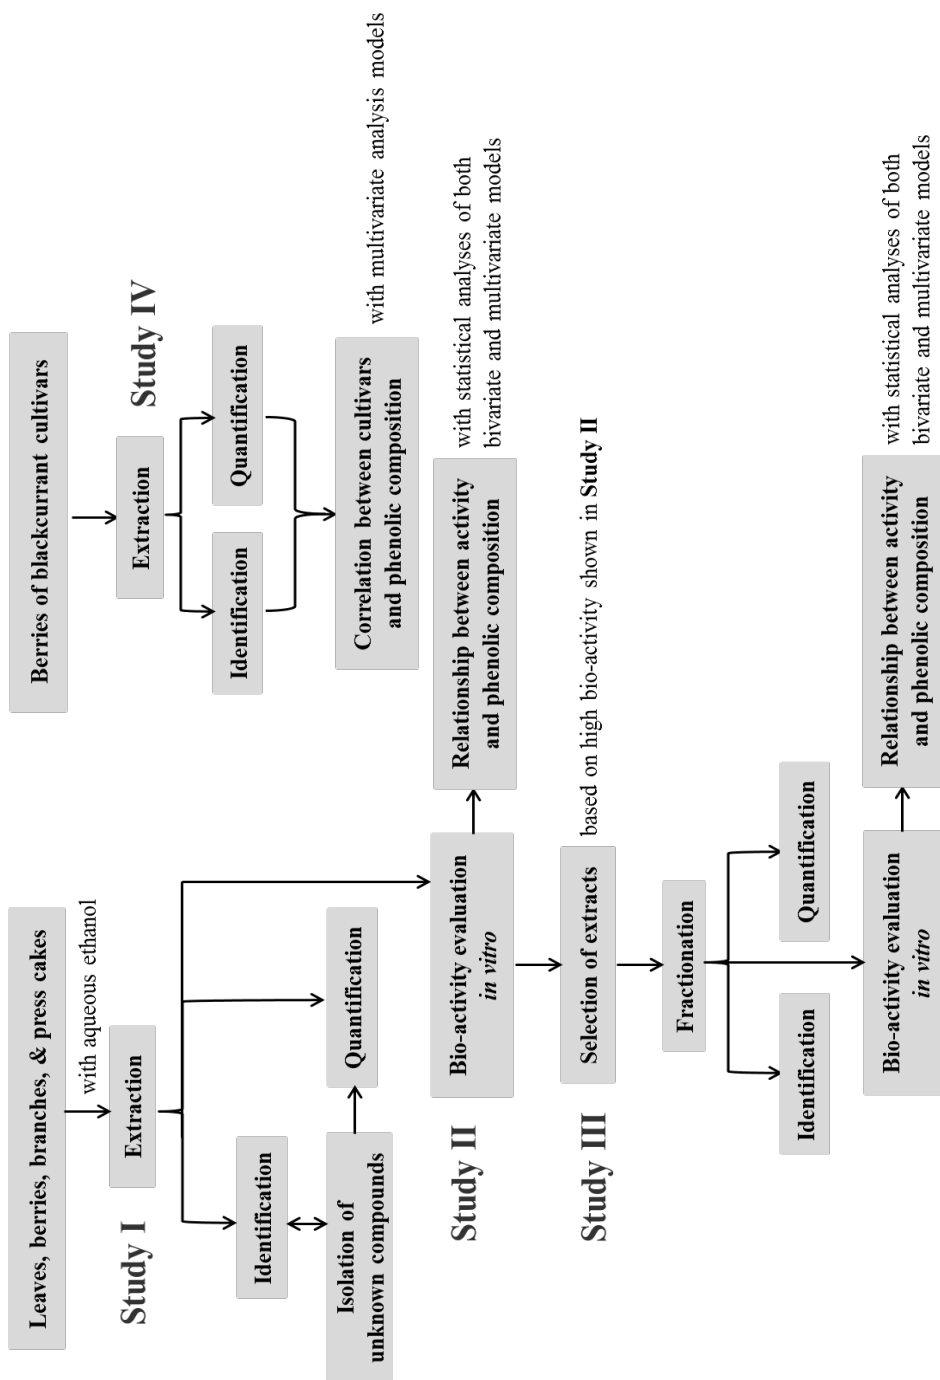 Leaves, berries, branches, & press cakes
with aqueous ethanol
Study I
Extraction
Identification
Isolation of
unknown compounds
Quantification
Study II
Bio-activity evaluation
in vitro
Relationship between activity
and phenolic composition
with statistical analyses of both
bivariate and multivariate models
Study III
Selection of extracts
based on high bio-activity shown in Study II
Fractionation
Identification
Quantification
Bio-activity evaluation
in vitro
Relationship between activity
and phenolic composition
with statistical analyses of both
bivariate and multivariate models
Berries of blackcurrant cultivars
Study IV
Extraction
Identification
Quantification
Correlation between cultivars
and phenolic composition
with multivariate analysis models